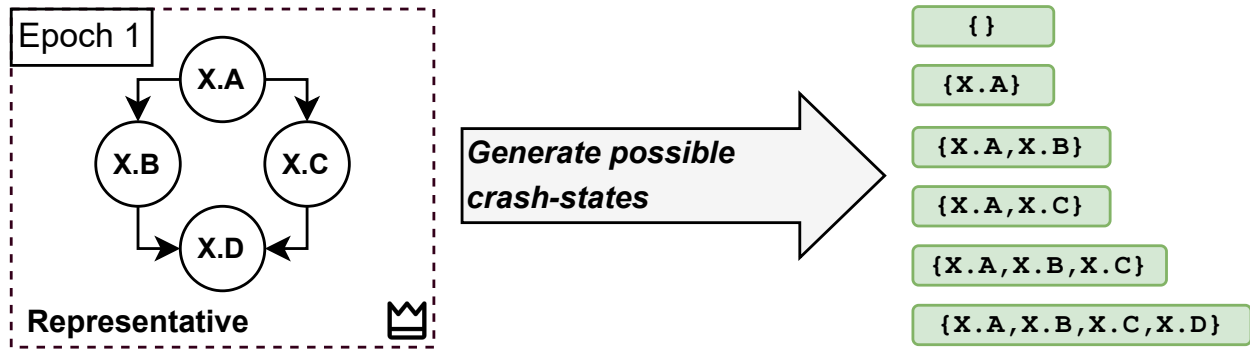 Epoch 1
X.A
X.B
X.C
X.D
Representative
Generate possible
crash-states
{}
{X.A}
{X.A,X.B}
{X.A,X.C}
{X.A,X.B,X.C}
{X.A,X.B,X.C,X.D}